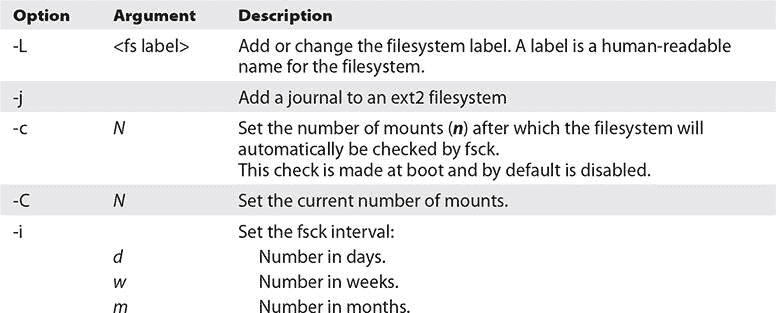 Option Argument Description
-L <fs label> Add or change the filesystem label. A label is a human-readable
name for the filesystem.
-j Add a journal to an ext2 filesystem
-c N Set the number of mounts (n) after which the filesystem will
automatically be checked by fsck.
This check is made at boot and by default is disabled.
-C N Set the current number of mounts.
-i Set the fsck interval:
d Number in days.
w Number in weeks.
m Number in months.